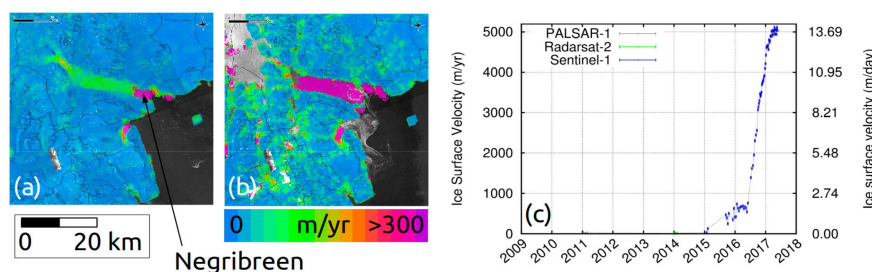 (a)
(b)
0 m/yr >300
0 20 km
Negribreen
PALSAR-1
Radarsat-2
Sentinel-1
(c)
Ice Surface Velocity (m/yr)
5000
4000
3000
2000
1000
0
13.69
10.95
8.21
5.48
2.74
0.00
Ice surface velocity (m/day)
2009 2010 2011 2012 2013 2014 2015 2016 2017 2018